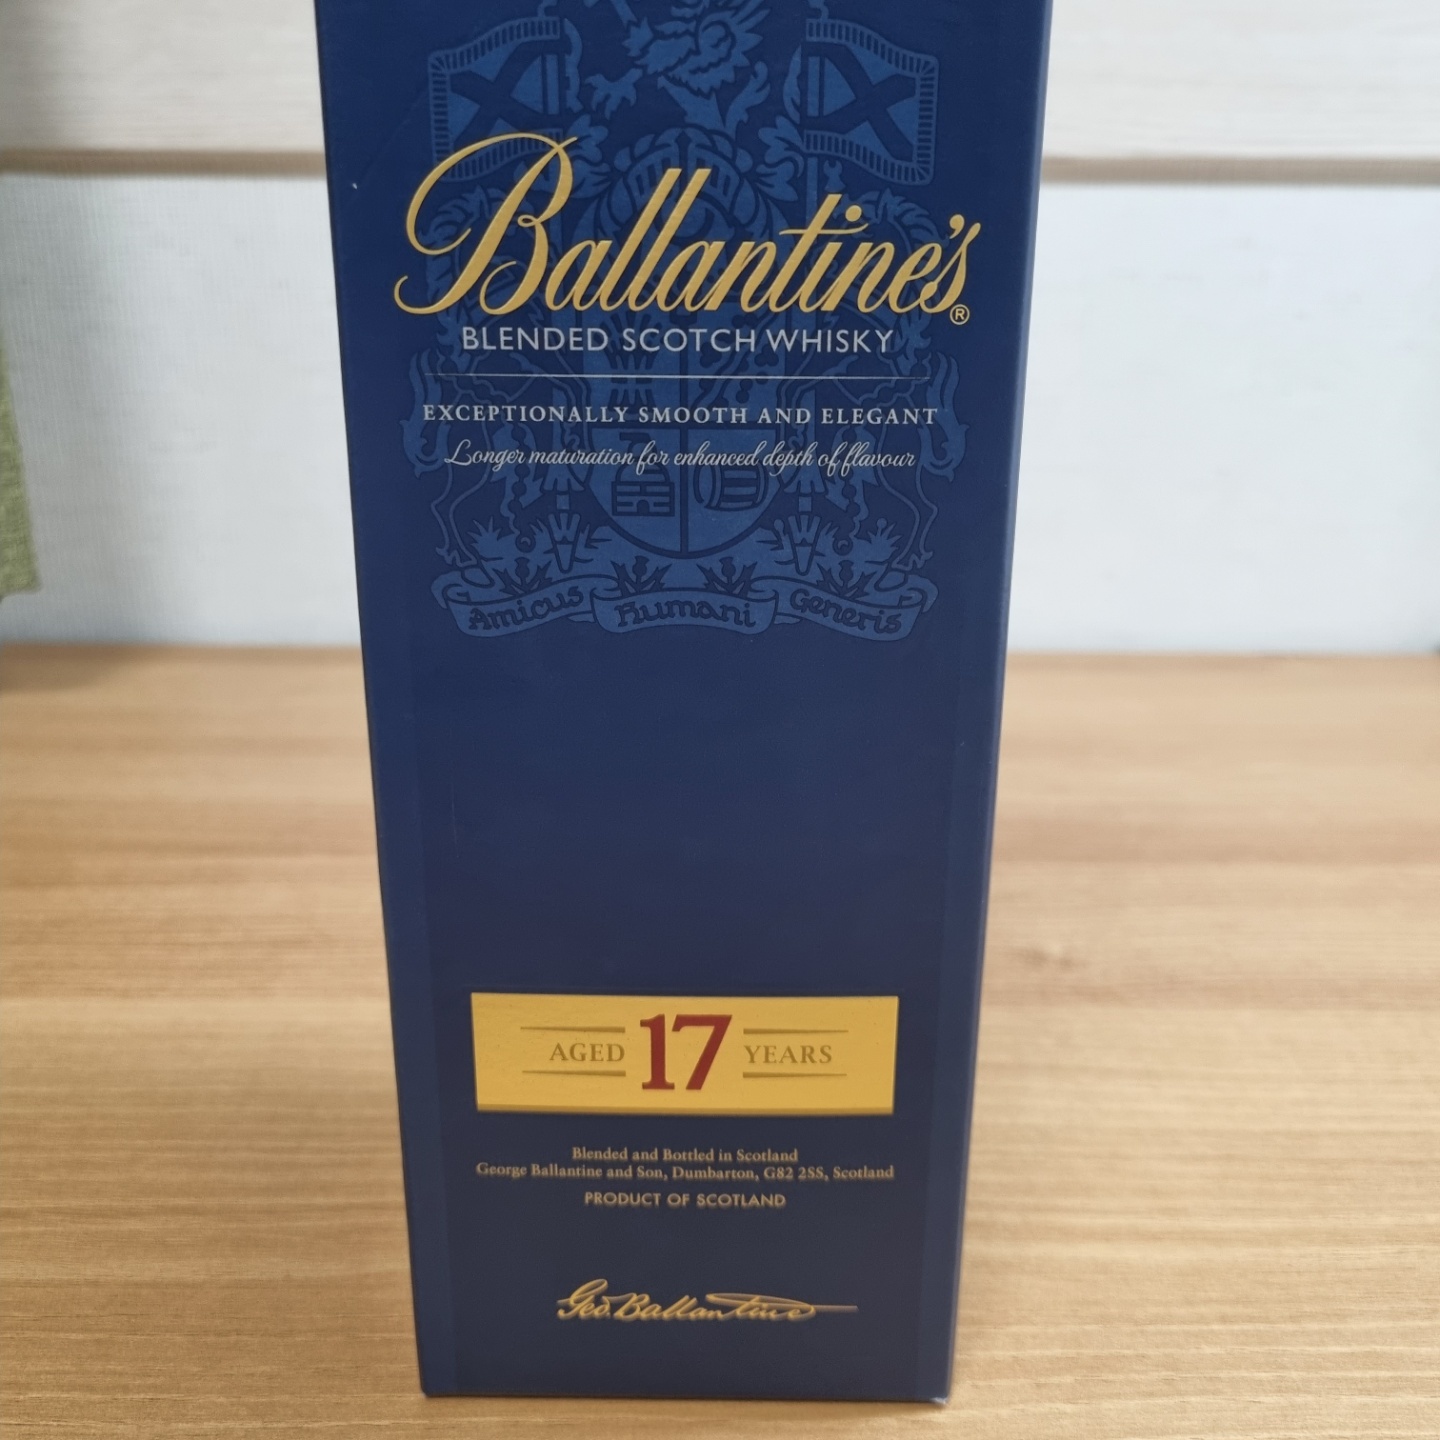 Ballantine's®
BLENDED SCOTCH WHISKY
EXCEPTIONALLY SMOOTH AND ELEGANT
Longer maturation for enhanced depth of flavour
Amicus Humani Generis
AGED 17 YEARS
Blended and Bottled in Scotland
George Ballantine and Son, Dumbarton, G82 2SS, Scotland
PRODUCT OF SCOTLAND
Geo. Ballantine